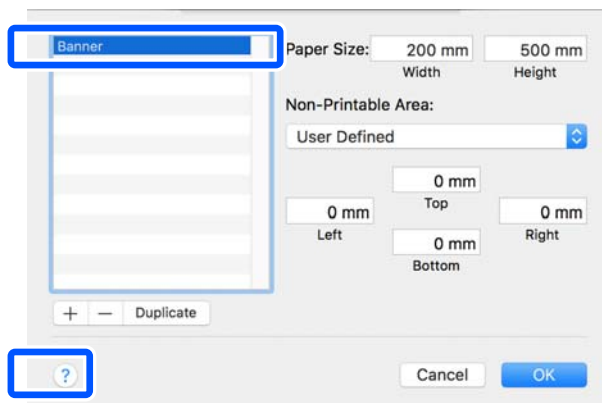 Banner
Paper Size: 200 mm 500 mm
Width Height
Non-Printable Area:
User Defined
0 mm
Top
0 mm 0 mm
Left Right
0 mm
Bottom
+ − Duplicate
? Cancel OK